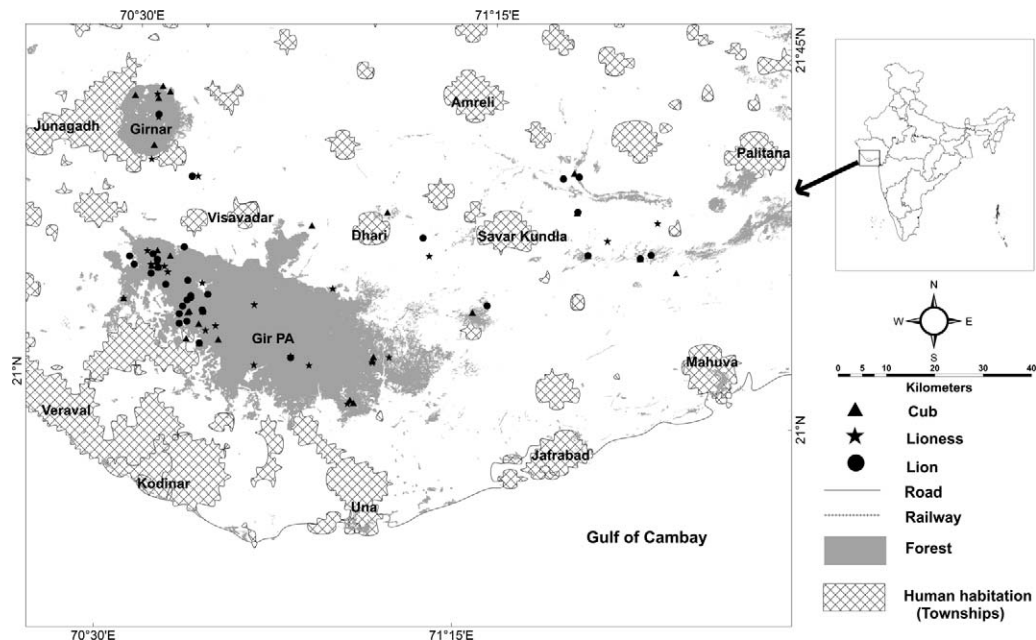 70°30'E
71°15'E
21°45'N
Junagadh
Girnar
Amreli
Palitana
Visavadar
Dhari
Savar Kundla
Gir PA
21°N
Mahuva
Veraval
Jafrabad
Kodinar
Una
Gulf of Cambay
21°N
70°30'E
71°15'E
N
W
E
S
0 5 10 20 30 40
Kilometers
Cub
Lioness
Lion
Road
Railway
Forest
Human habitation
(Townships)